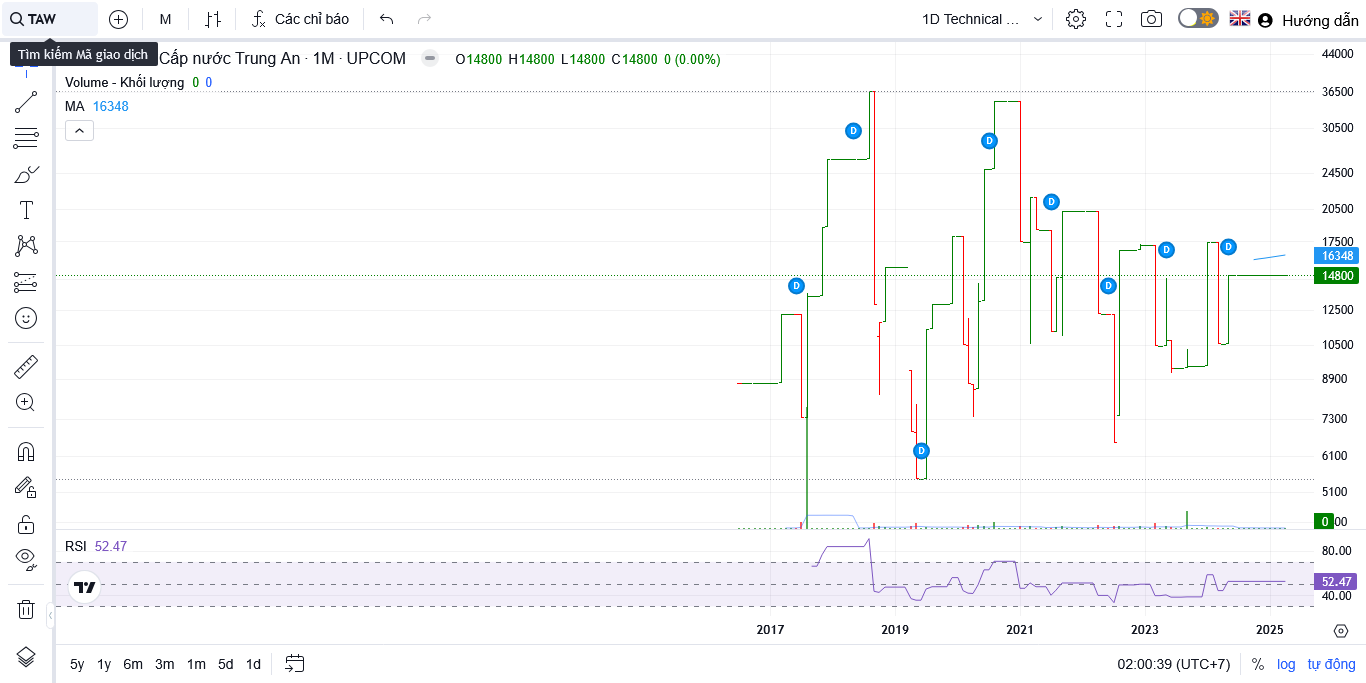 TAW
M
Các chỉ báo
1D Technical ...
Hướng dẫn
Tìm kiếm Mã giao dịch
Cấp nước Trung An · 1M · UPCOM
O14800 H14800 L14800 C14800 0 (0.00%)
Volume - Khối lượng 0 0
MA 16348
44000
36500
30500
24500
20500
17500
16348
14800
12500
10500
8900
7300
6100
5100
0
00
D
D
D
D
D
D
D
D
RSI 52.47
80.00
52.47
40.00
2017 2019 2021 2023 2025
5y 1y 6m 3m 1m 5d 1d
02:00:39 (UTC+7) % log tự động